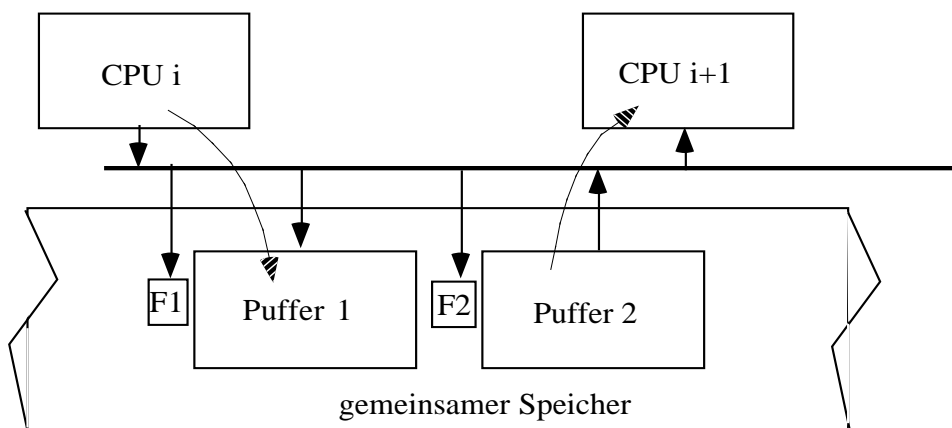 CPU i
CPU i+1
F1
Puffer 1
F2
Puffer 2
gemeinsamer Speicher